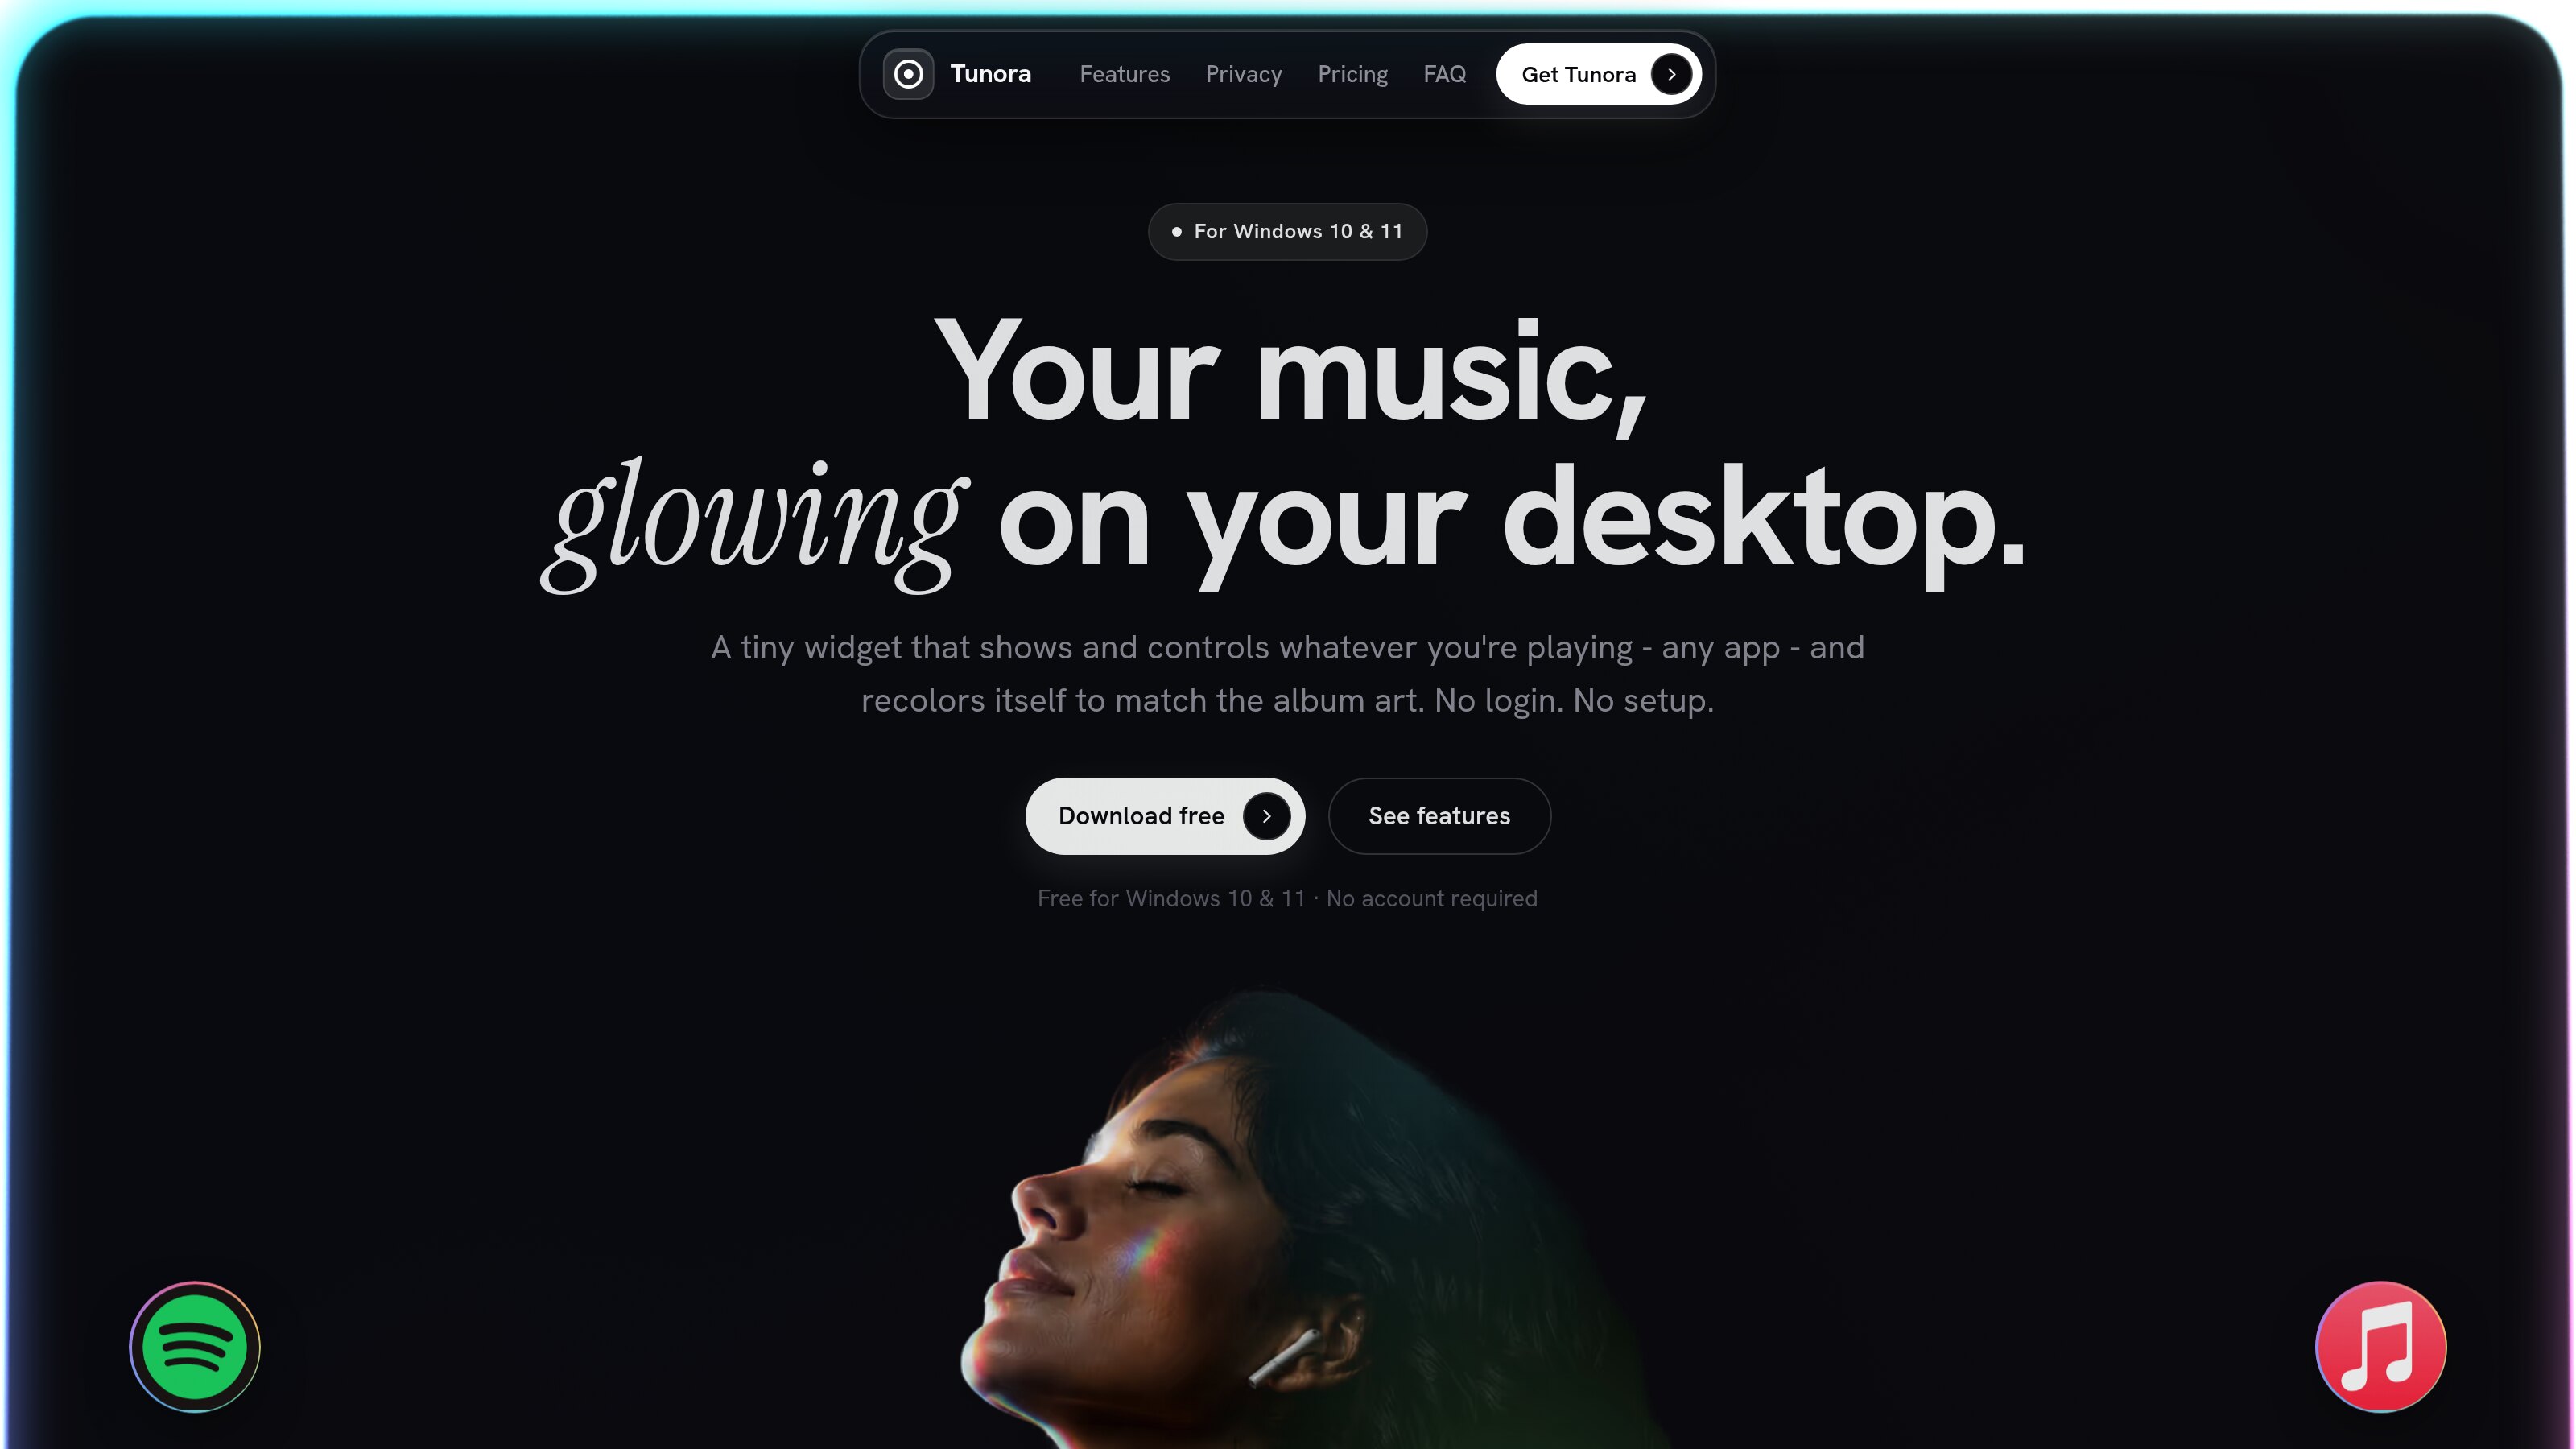 Tunora
Features
Privacy
Pricing
FAQ
Get Tunora
For Windows 10 & 11
Your music,
glowing on your desktop.
A tiny widget that shows and controls whatever you're playing - any app - and
recolors itself to match the album art. No login. No setup.
Download free
See features
Free for Windows 10 & 11 · No account required